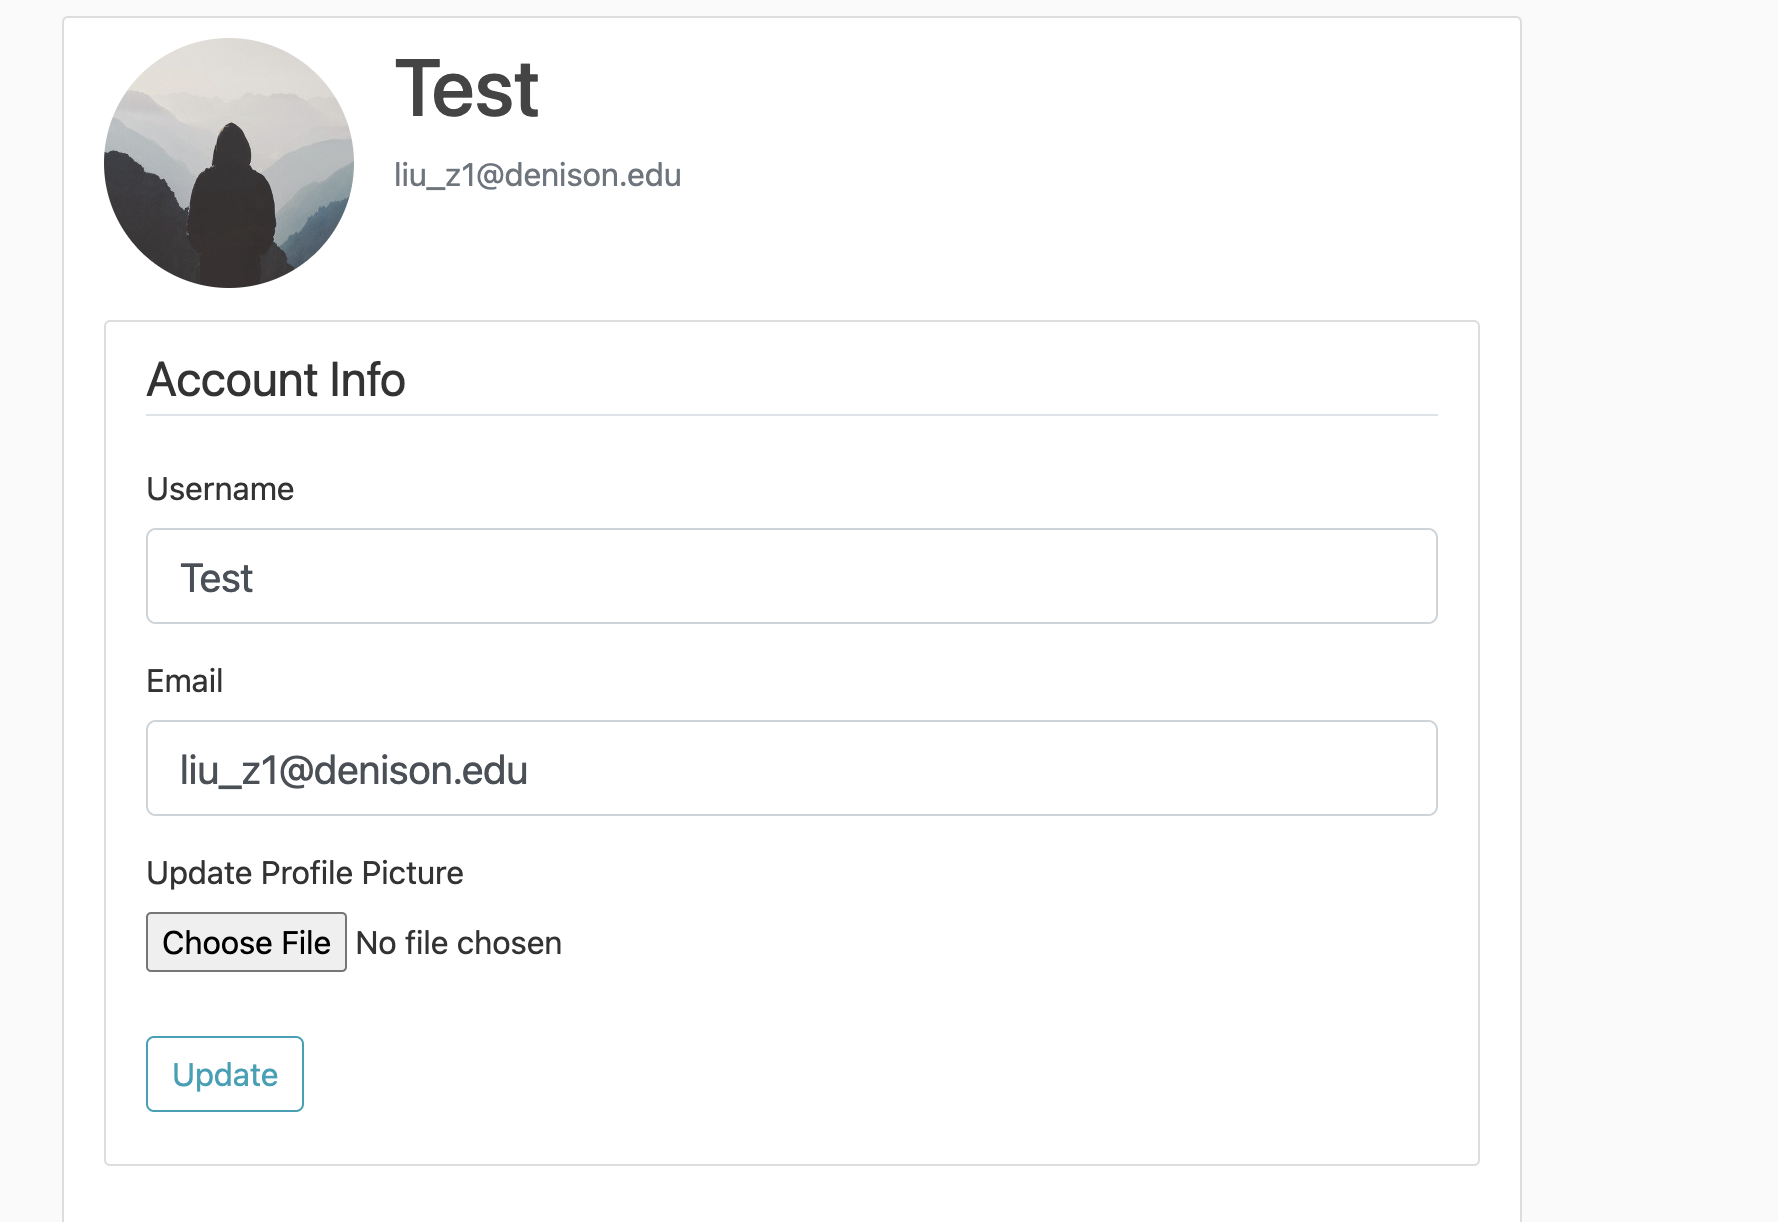 Test
liu_z1@denison.edu
Account Info
Username
Test
Email
liu_z1@denison.edu
Update Profile Picture
Choose File No file chosen
Update